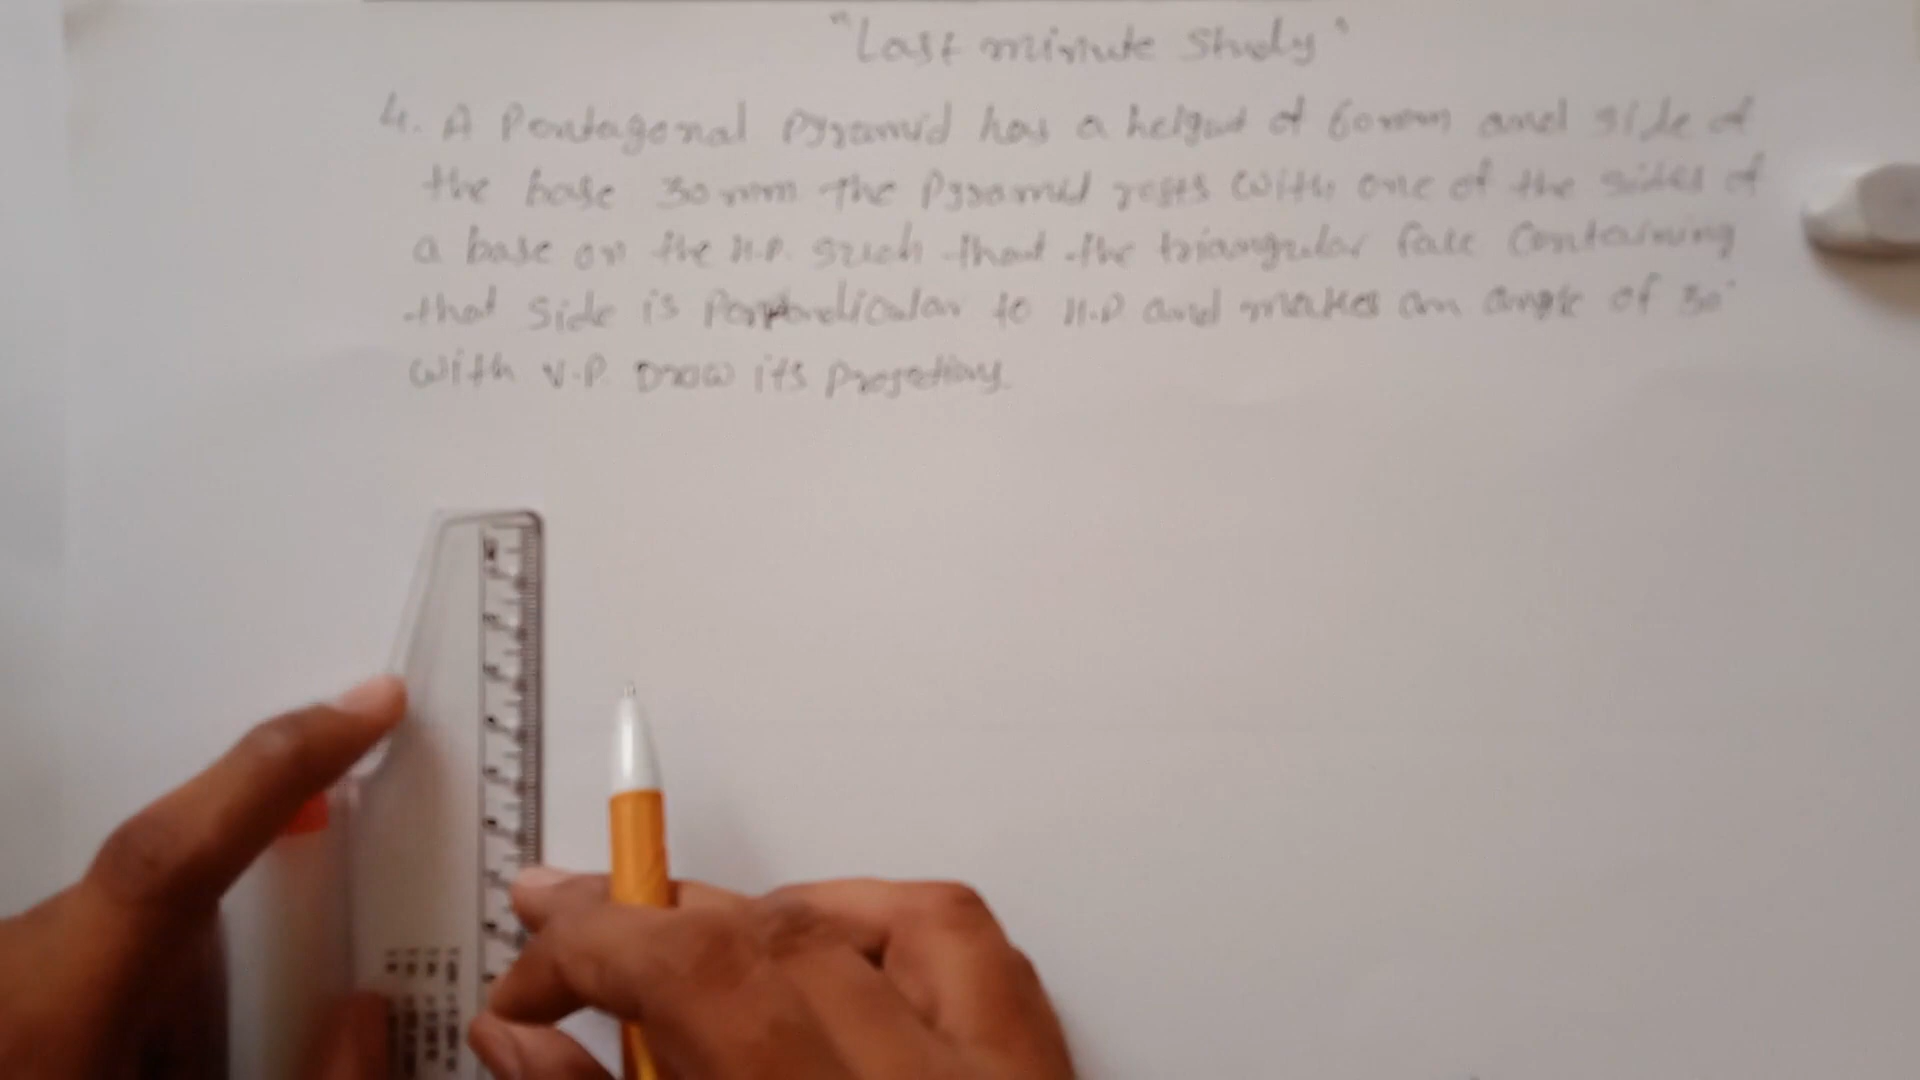 "Last minute Study"
4. A Pentagonal Pyramid has a height of 60mm and side of
the base 30mm the Pyramid rests with one of the sides of
a base on the H.P. such that the triangular face Containing
that side is Perpendicular to H.P and makes an angle of 30°
with V.P Draw its Projections.